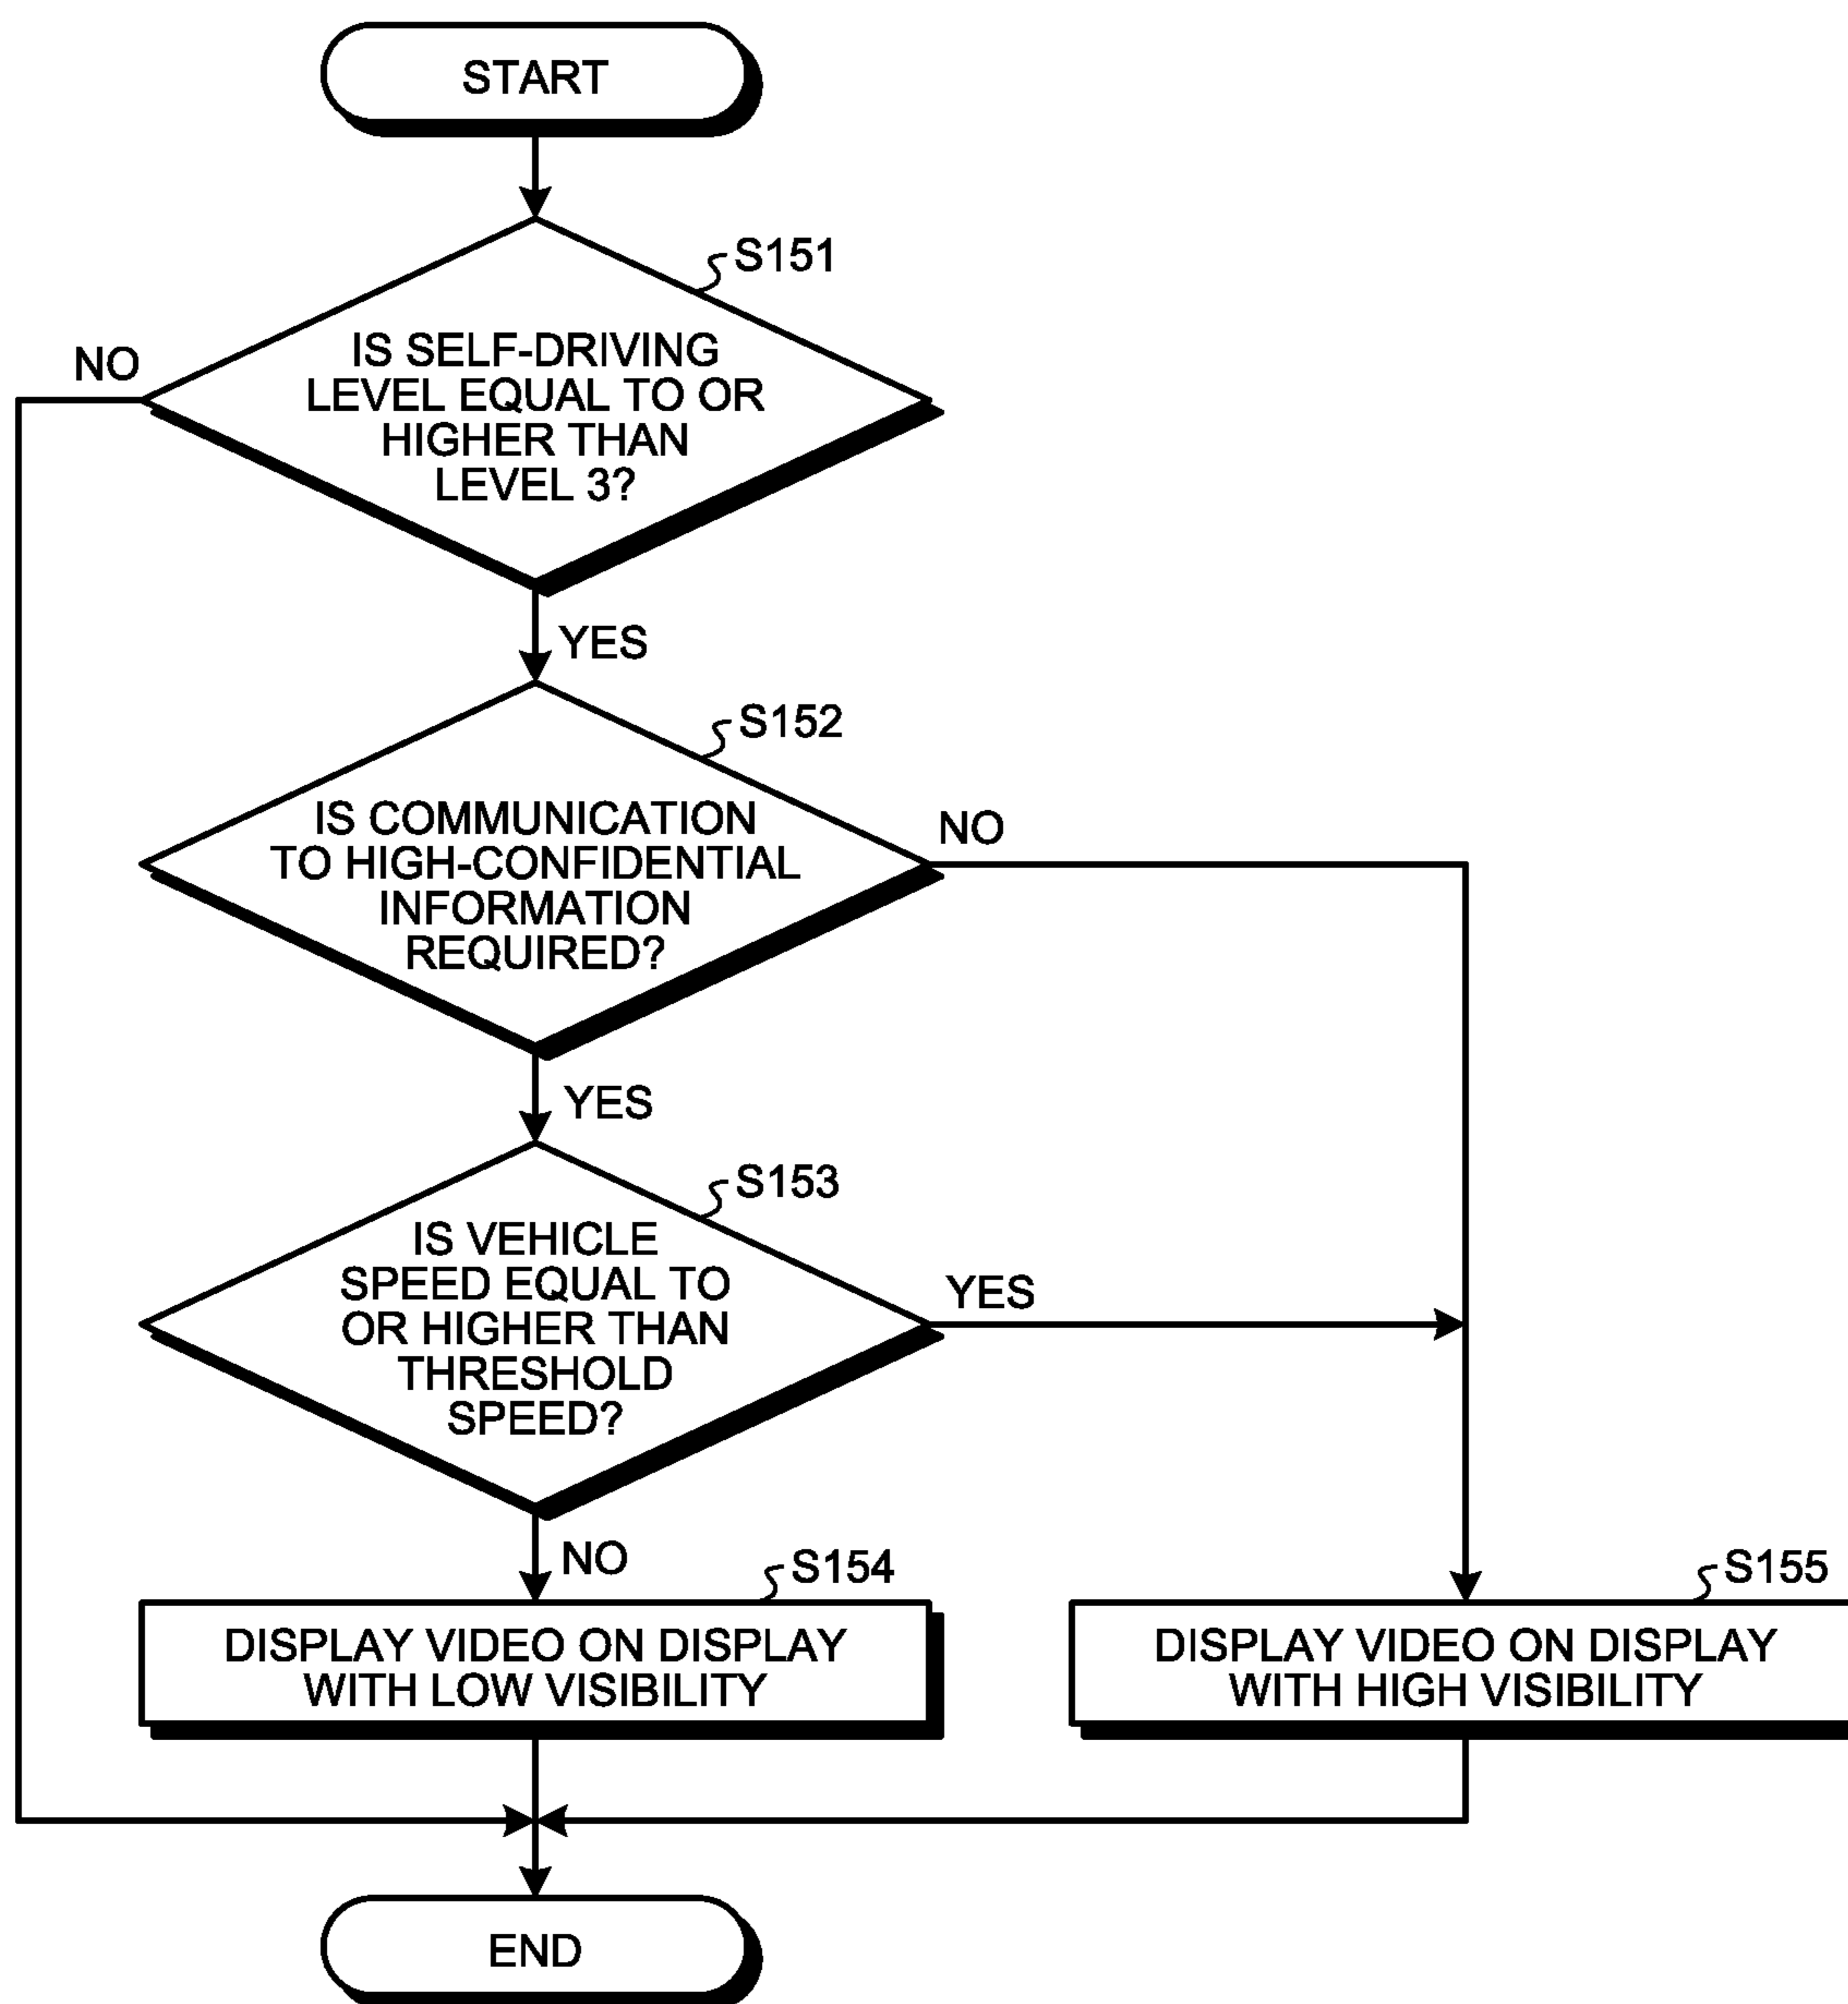 START
S151
IS SELF-DRIVING
LEVEL EQUAL TO OR
HIGHER THAN
LEVEL 3?
NO
YES
S152
IS COMMUNICATION
TO HIGH-CONFIDENTIAL
INFORMATION
REQUIRED?
NO
YES
S153
IS VEHICLE
SPEED EQUAL TO
OR HIGHER THAN
THRESHOLD
SPEED?
YES
NO
S154
DISPLAY VIDEO ON DISPLAY
WITH LOW VISIBILITY
S155
DISPLAY VIDEO ON DISPLAY
WITH HIGH VISIBILITY
END